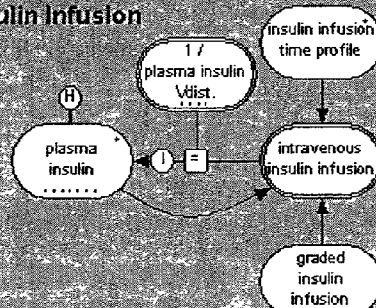 ulin Infusion
insulin infusion
time profile
1 /
plasma insulin
Vdist.
H
plasma
insulin
I
=
intravenous
insulin infusion
graded
insulin
infusion